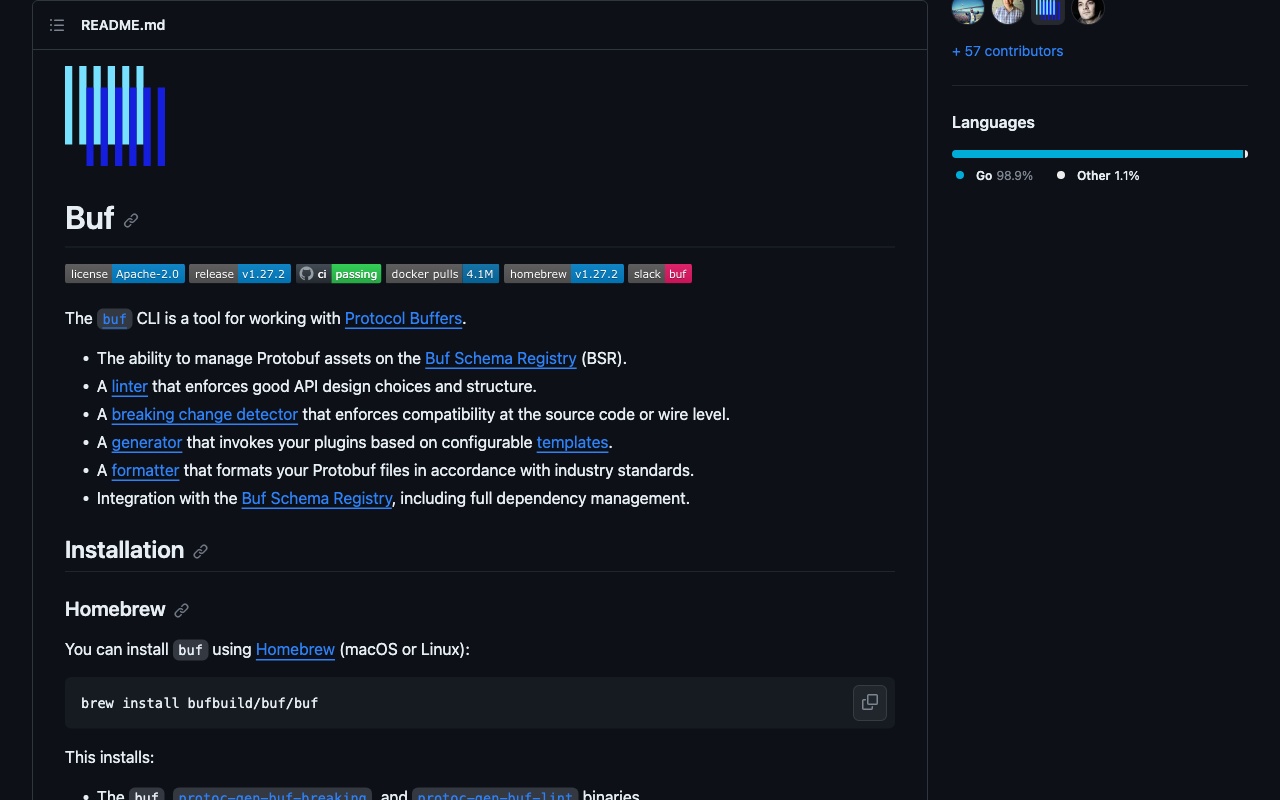 README.md
Buf
license Apache-2.0 release v1.27.2 ci passing docker pulls 4.1M homebrew v1.27.2 slack buf
The buf CLI is a tool for working with Protocol Buffers.
• The ability to manage Protobuf assets on the Buf Schema Registry (BSR).
• A linter that enforces good API design choices and structure.
• A breaking change detector that enforces compatibility at the source code or wire level.
• A generator that invokes your plugins based on configurable templates.
• A formatter that formats your Protobuf files in accordance with industry standards.
• Integration with the Buf Schema Registry, including full dependency management.
Installation
Homebrew
You can install buf using Homebrew (macOS or Linux):
brew install bufbuild/buf/buf
This installs:
• The buf, protoc-gen-buf-breaking, and protoc-gen-buf-lint binaries.
+ 57 contributors
Languages
Go 98.9% Other 1.1%